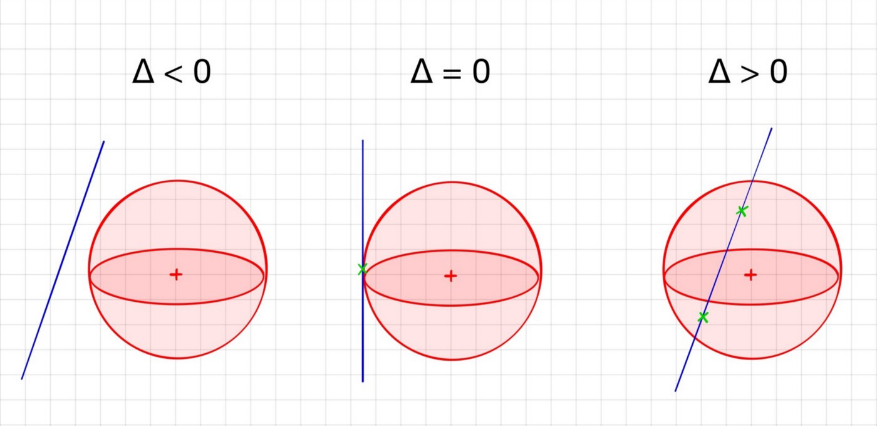 Δ < 0
Δ = 0
Δ > 0